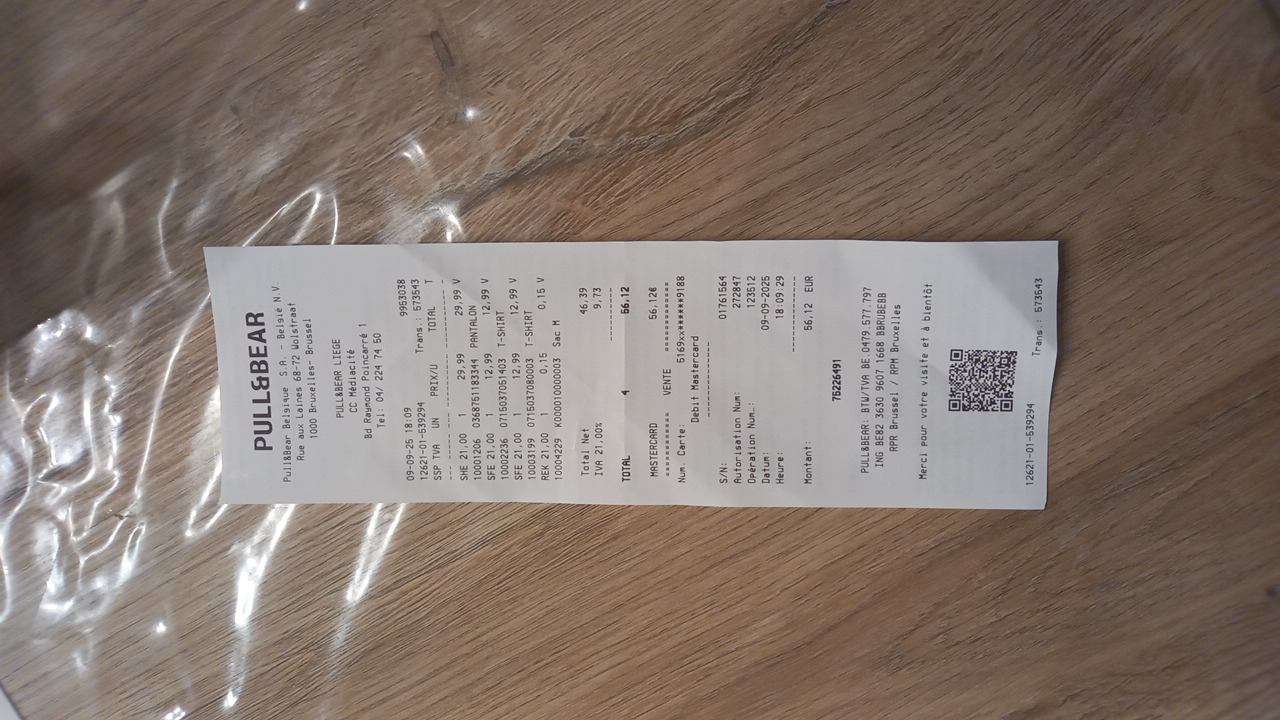 PULL&BEAR
Pull&Bear Belgique S.A. - België N.V.
Rue aux Laines 68-72 Wolstraat
1000 Bruxelles- Brussel
PULL&BEAR LIEGE
CC Médiacité
Bd Raymond Poincarré 1
Tel: 04/ 224 74 50
09-09-25 18:09 9953038
12621-01-539294 Trans.: 573543
SSP TVA UN PRIX/U TOTAL T
SHE 21.00 1 29,99 29,99 V
10001206 0368751183344 PANTALON
SFE 21.00 1 12,99 12,99 V
10002236 0715037051403 T-SHIRT
SFE 21.00 1 12,99 12,99 V
10003199 0715037080003 T-SHIRT
REK 21.00 1 0,15 0,15 V
10004229 K000010000003 Sac M
Total Net 46,39
IVA 21,00% 9,73
TOTAL 4 56,12
MASTERCARD VENTE 56,12€
Num. Carte: 5169xx******9188
Debit Mastercard
S/N: 01761564
Autorisation Num: 272847
Opération Num.: 123512
Datum: 09-09-2025
Heure: 18:09:29
Montant: 56,12 EUR
75226491
PULL&BEAR: BTW/TVA BE 0479.577.797
ING BE82 3630 9607 1668 BBRUBEBB
RPR Brussel / RPM Bruxelles
Merci pour votre visite et à bientôt
12621-01-539294 Trans.: 573543